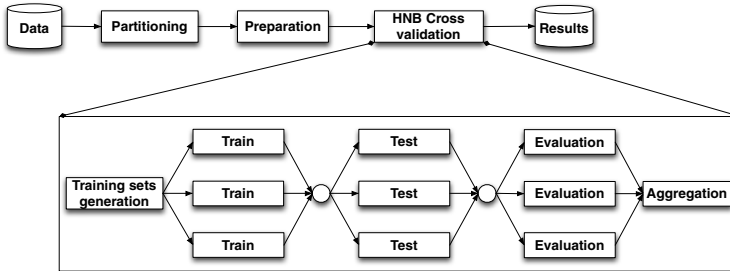 Data
Partitioning
Preparation
HNB Cross
validation
Results
Train
Test
Evaluation
Training sets
generation
Train
Test
Evaluation
Aggregation
Train
Test
Evaluation